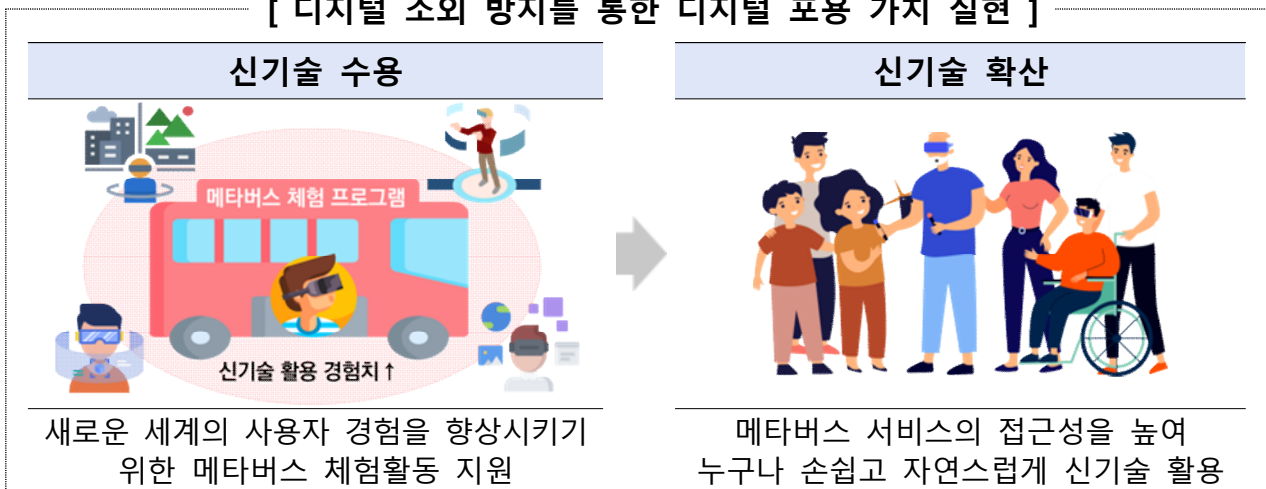 [ 디지털 소외 방지를 통한 디지털 포용 가치 실현 ]
신기술 수용
메타버스 체험 프로그램
신기술 활용 경험치 ↑
새로운 세계의 사용자 경험을 향상시키기
위한 메타버스 체험활동 지원
신기술 확산
메타버스 서비스의 접근성을 높여
누구나 손쉽고 자연스럽게 신기술 활용